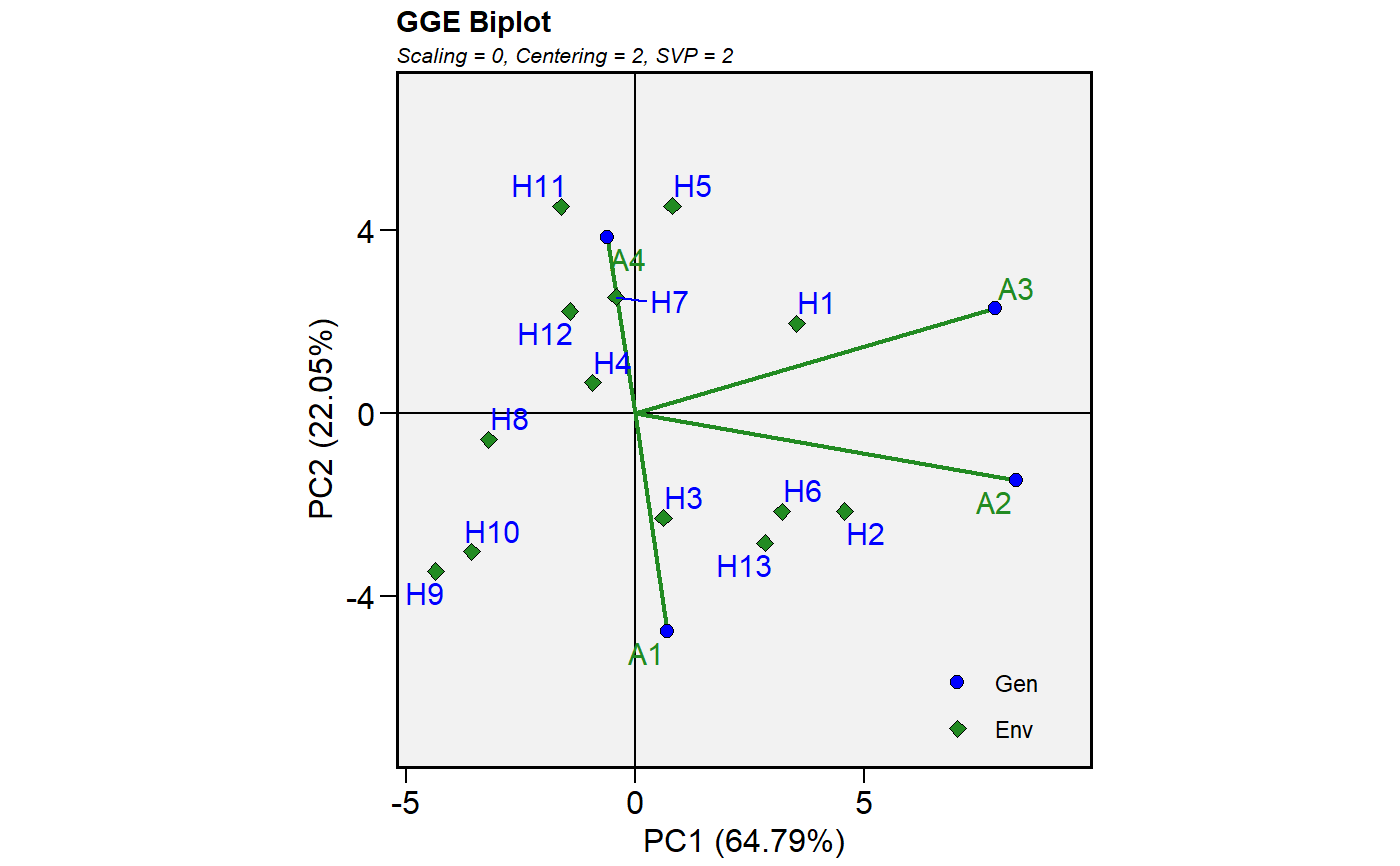 GGE Biplot
Scaling = 0, Centering = 2, SVP = 2
H11
H5
4
A4
A3
H7
H1
H12
H4
PC2 (22.05%)
0
H8
H3
H6
A2
H10
H2
H13
-4
H9
A1
Gen
Env
-5
0
5
PC1 (64.79%)